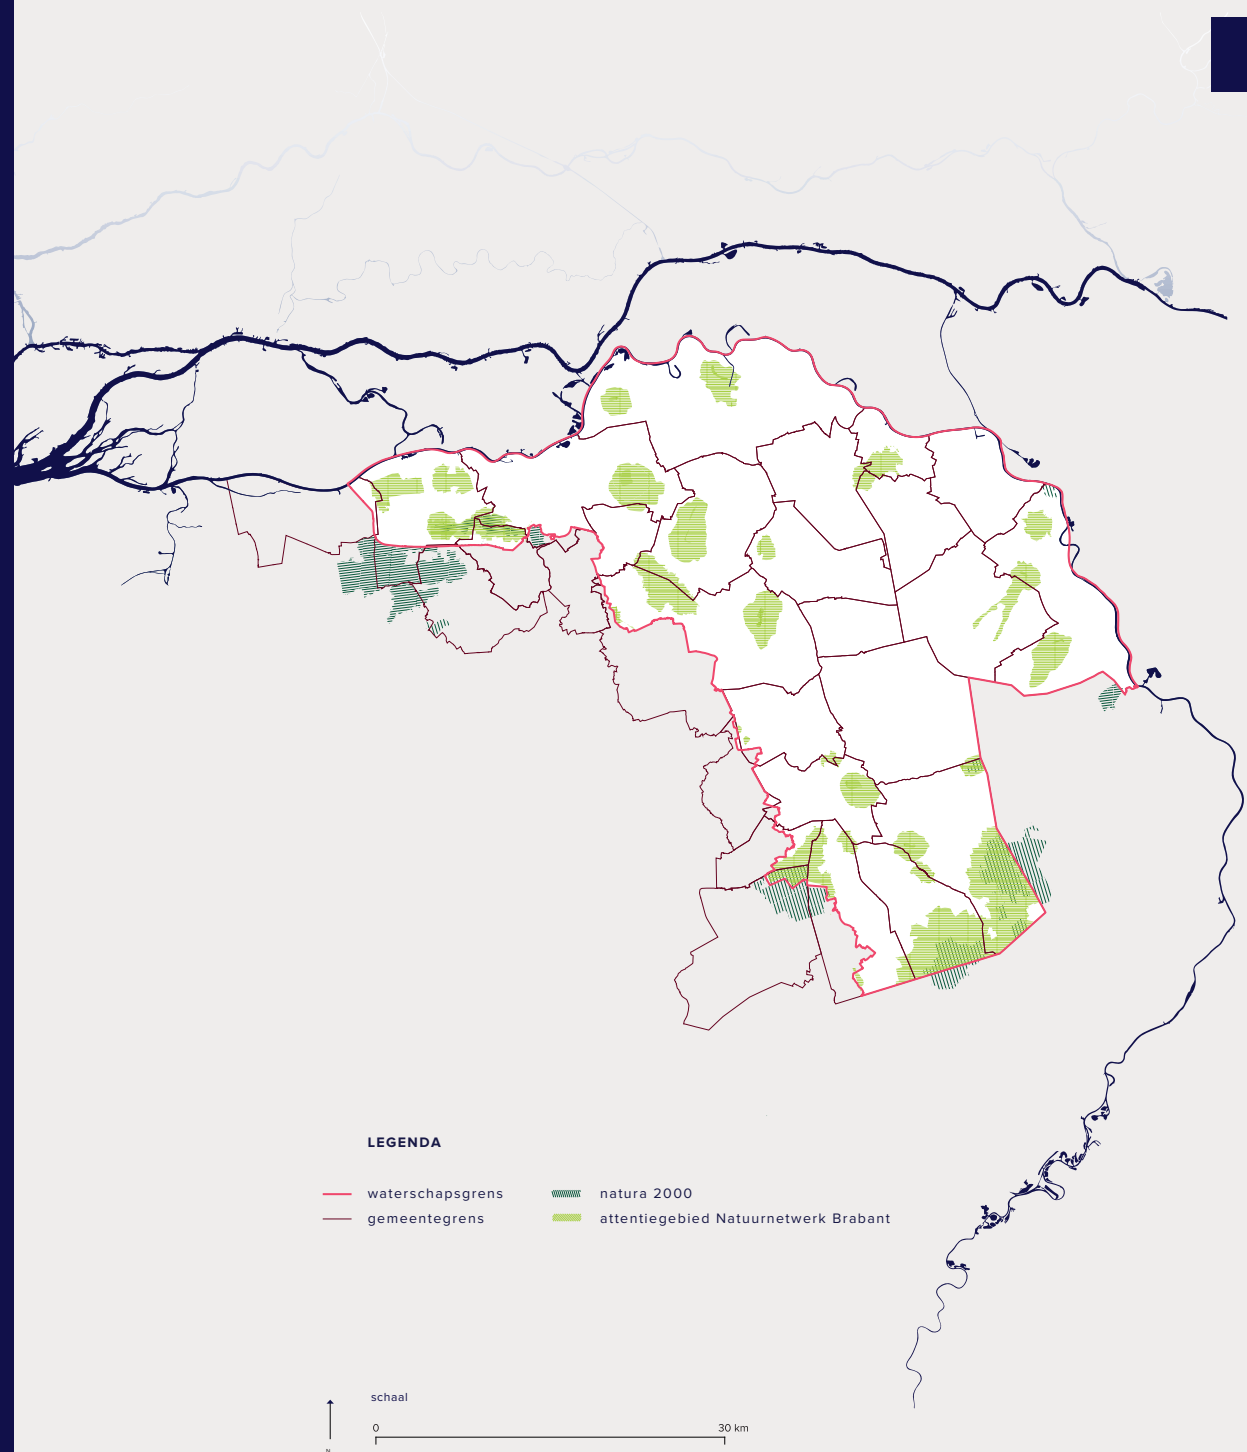 LEGENDA
waterschapsgrens
natura 2000
gemeentegrens
attentiegebied Natuurnetwerk Brabant
schaal
0
30 km
N